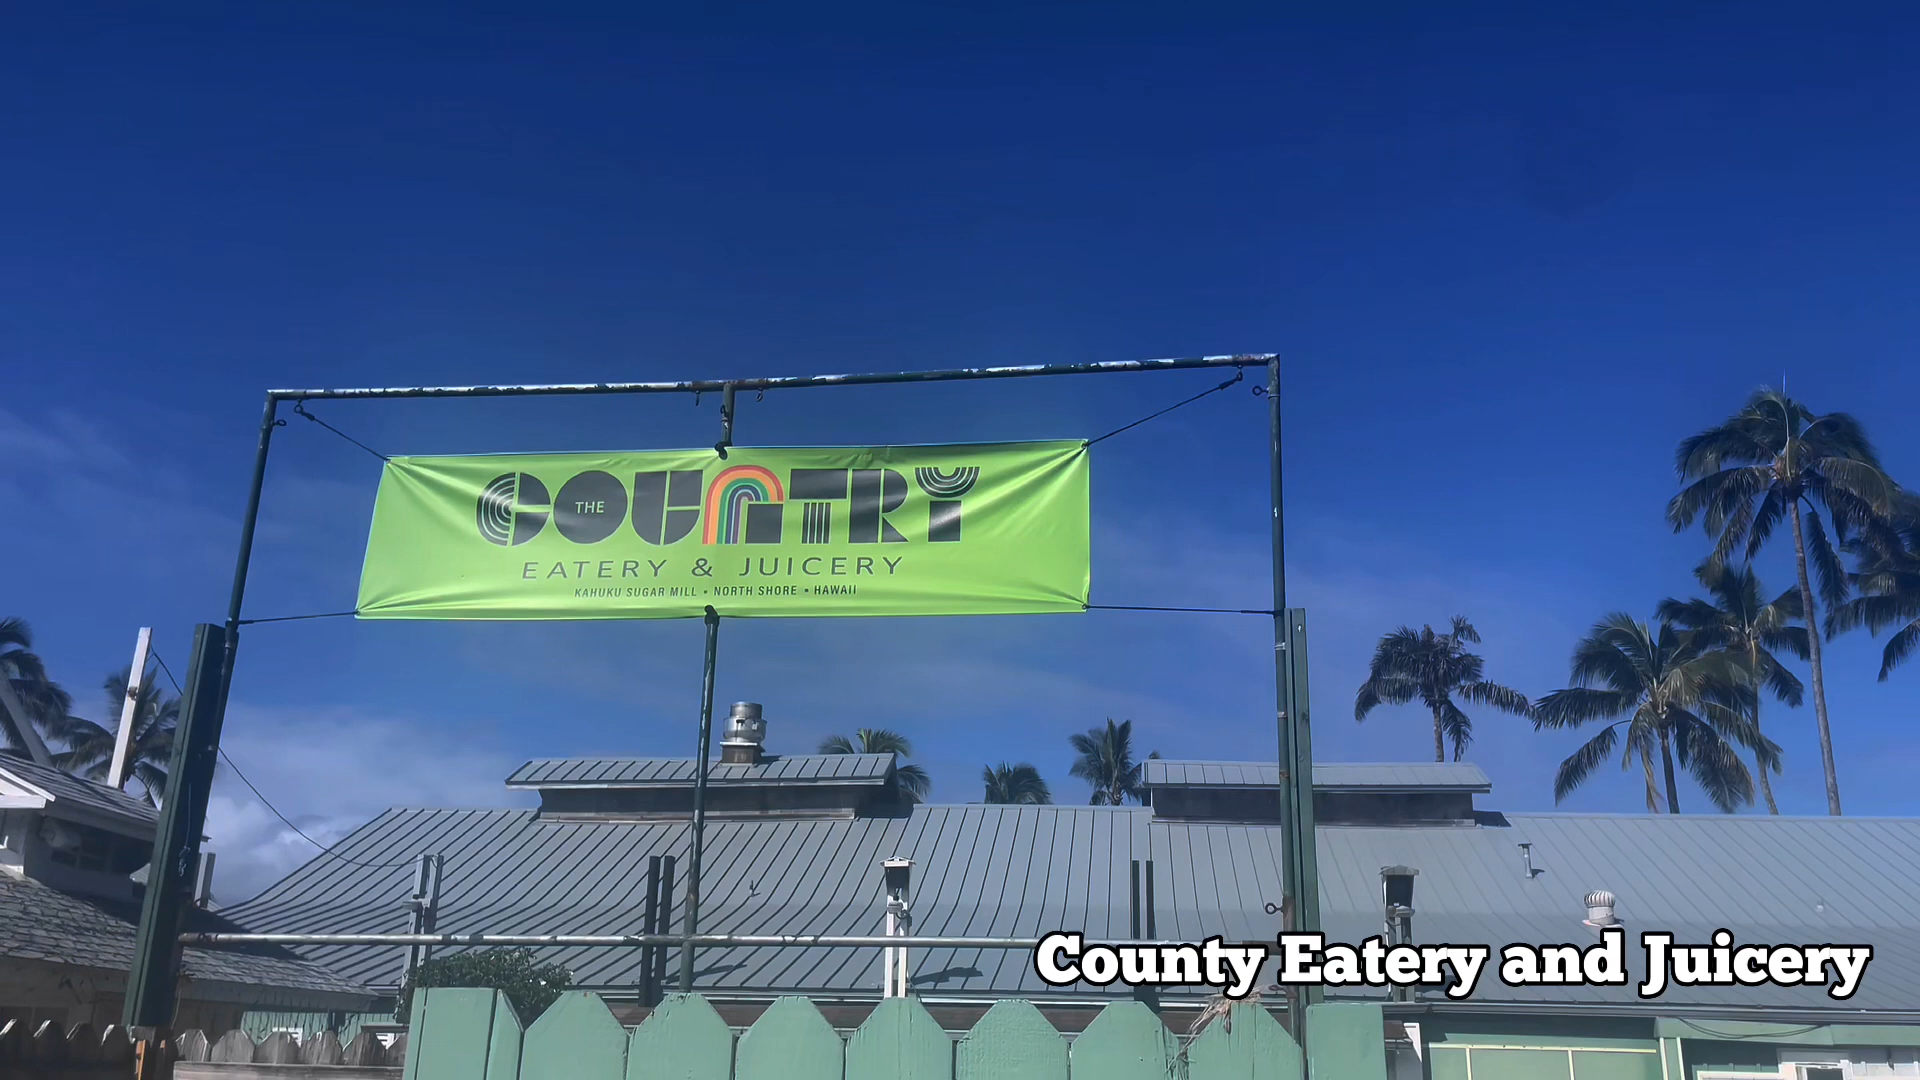 THE COUNTRY
EATERY & JUICERY
KAHUKU SUGAR MILL • NORTH SHORE • HAWAII
County Eatery and Juicery